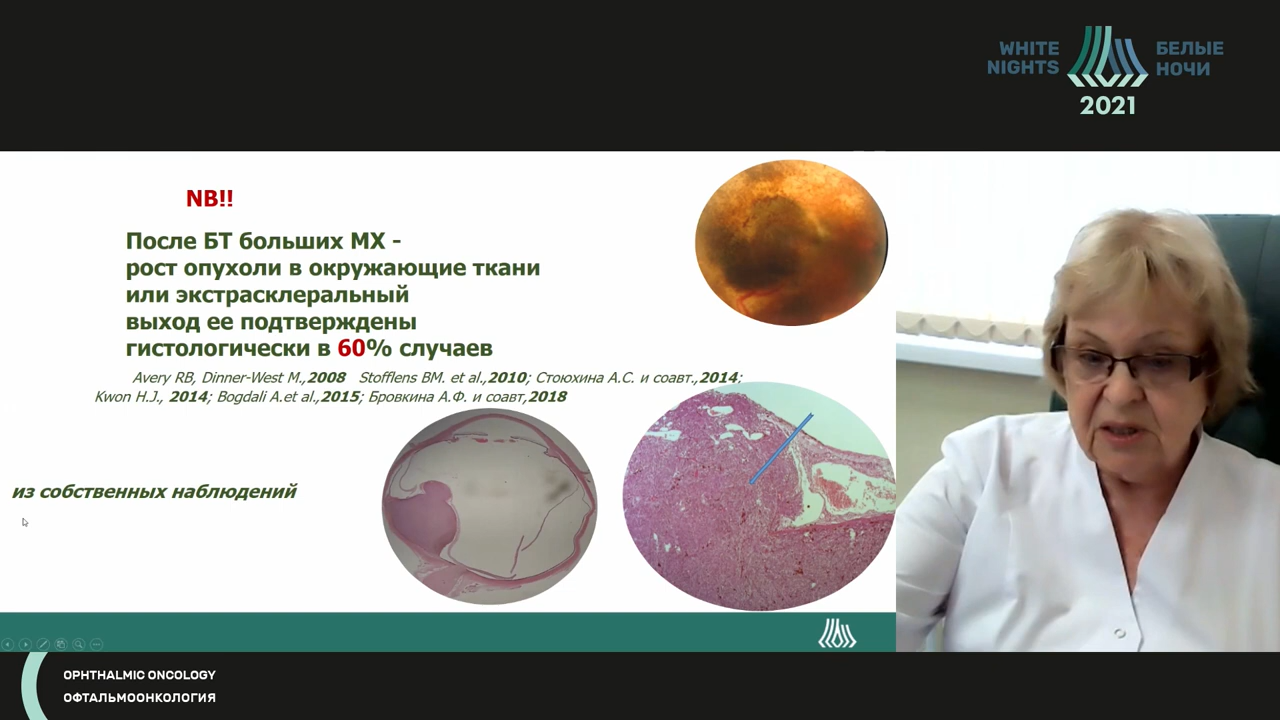 WHITE
NIGHTS
БЕЛЫЕ
НОЧИ
2021
NB!!
После БТ больших МХ -
рост опухоли в окружающие ткани
или экстрасклеральный
выход ее подтверждены
гистологически в 60% случаев
Avery RB, Dinner-West M.,2008 Stofflens BM. et al.,2010; Стоюхина А.С. и соавт.,2014;
Kwon H.J., 2014; Bogdali A.et al.,2015; Бровкина А.Ф. и соавт,2018
из собственных наблюдений
OPHTHALMIC ONCOLOGY
ОФТАЛЬМООНКОЛОГИЯ